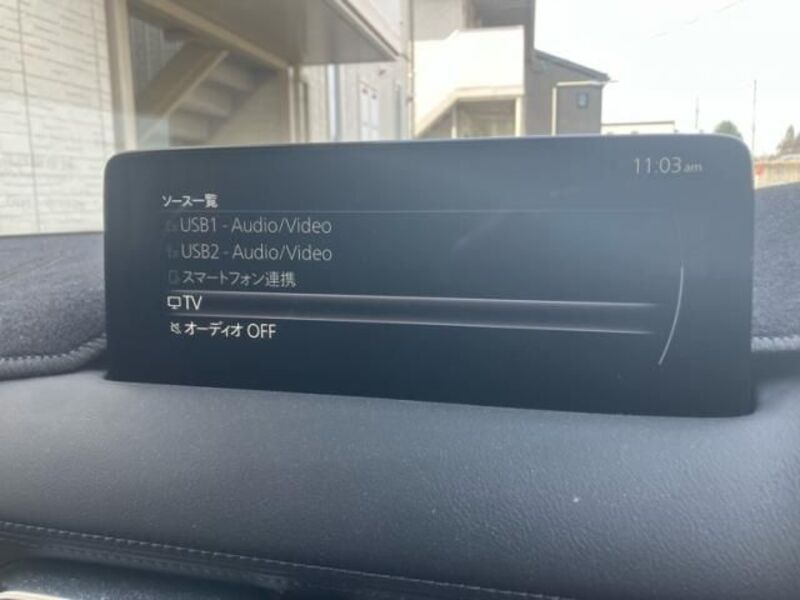 11:03am
ソース一覧
USB1 - Audio/Video
USB2 - Audio/Video
スマートフォン連携
TV
オーディオ OFF